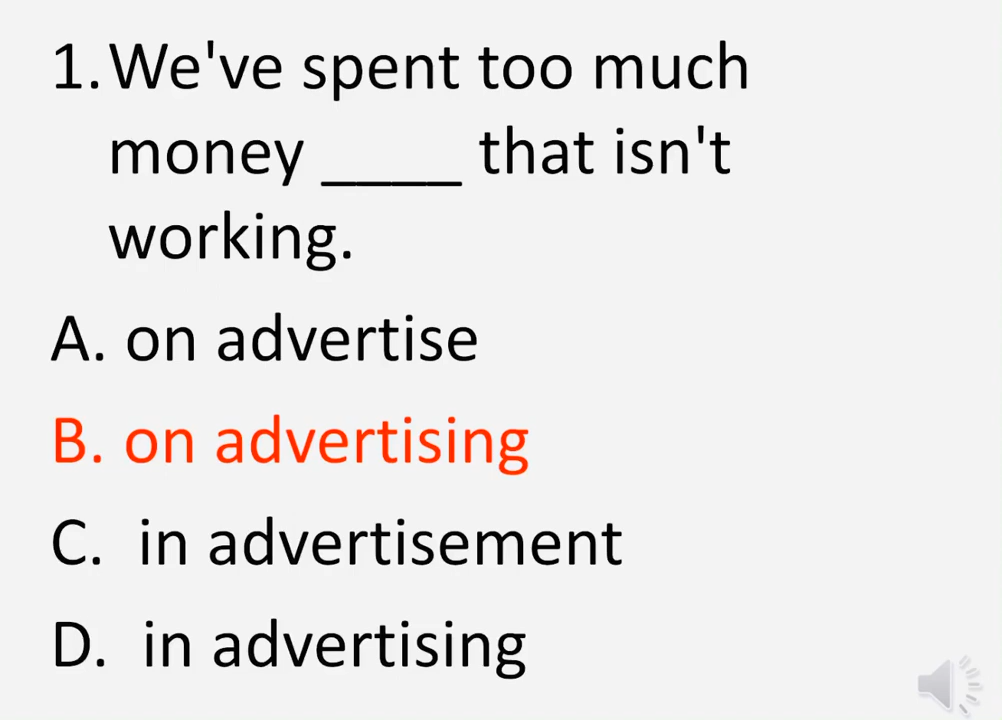 1. We've spent too much
money ____ that isn't
working.
A. on advertise
B. on advertising
C. in advertisement
D. in advertising